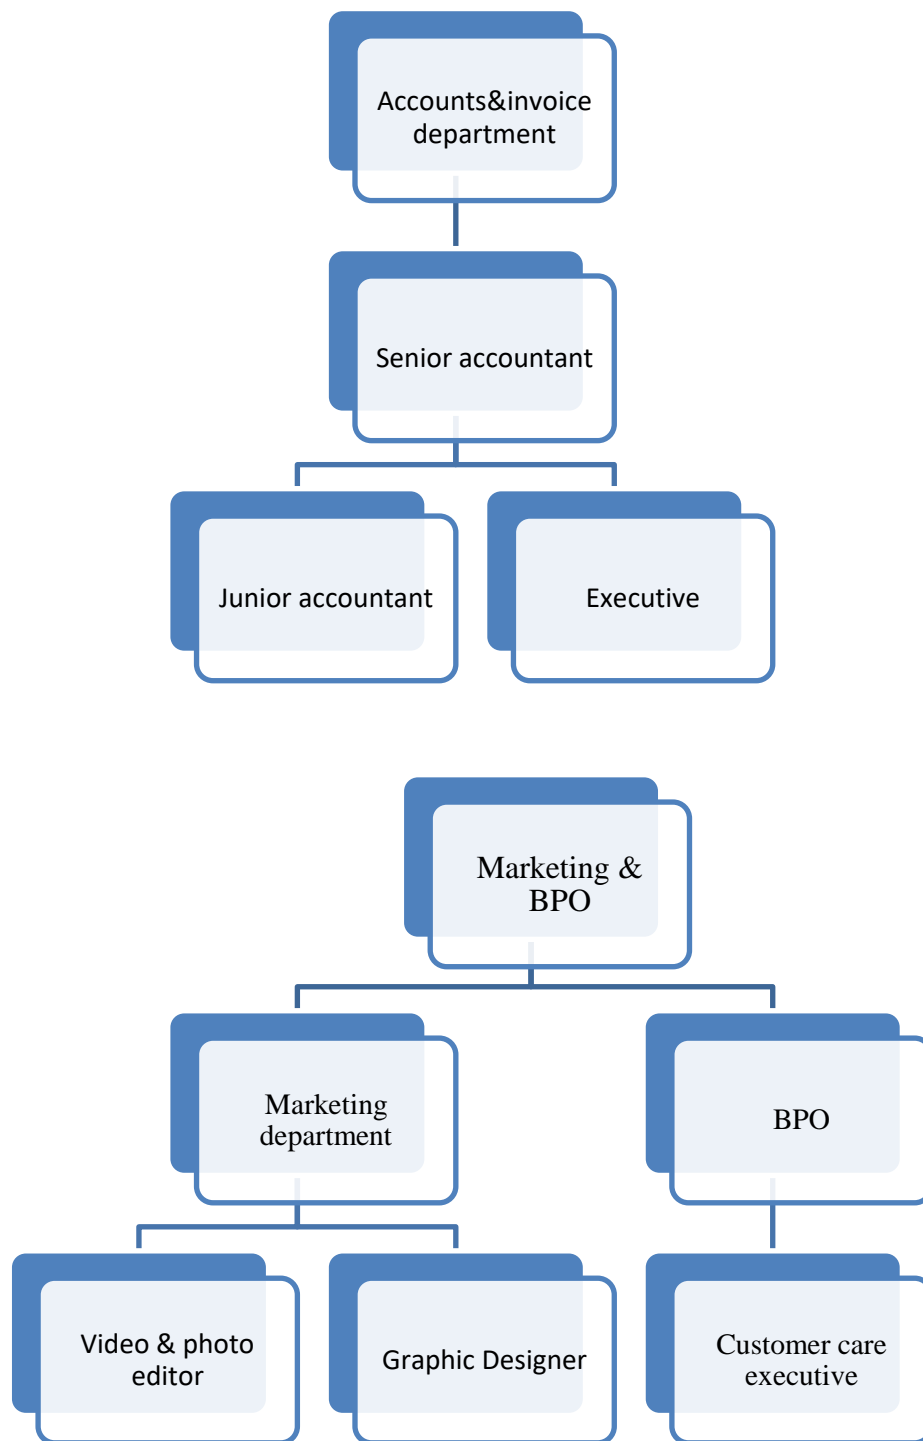 Accounts&invoice
department
Senior accountant
Junior accountant
Executive
Marketing &
BPO
Marketing
department
BPO
Video & photo
editor
Graphic Designer
Customer care
executive